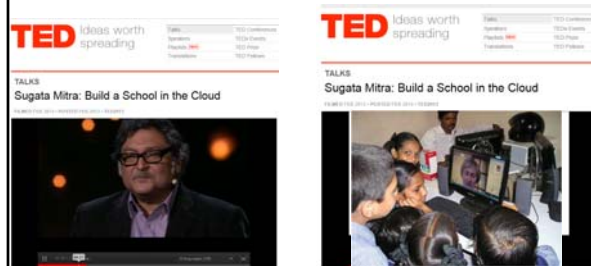 TED Ideas worth
spreading
Talks
TED Conferences
Speakers
TEDx Events
Playlists New
TED Prize
Translations
TED Fellows
TALKS
Sugata Mitra: Build a School in the Cloud
TED Ideas worth
spreading
Talks
TED Conferences
Speakers
TEDx Events
Playlists New
TED Prize
Translations
TED Fellows
TALKS
Sugata Mitra: Build a School in the Cloud